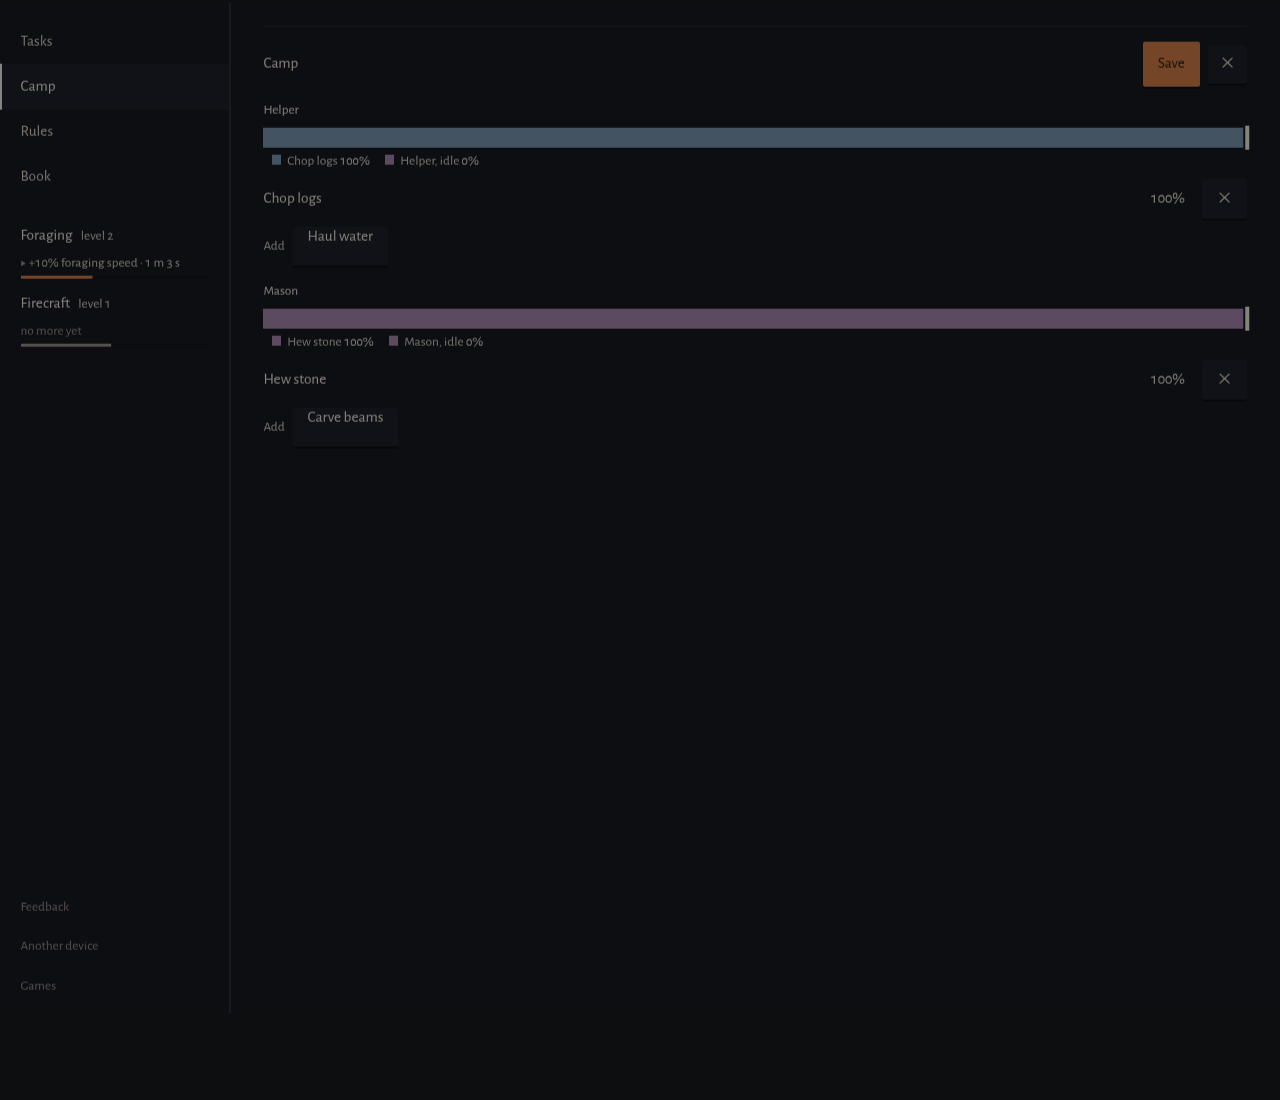 Tasks
Camp
Rules
Book
Foraging level 2
▸ +10% foraging speed · 1 m 3 s
Firecraft level 1
no more yet
Feedback
Another device
Games
Camp
Save ×
Helper
Chop logs 100% Helper, idle 0%
Chop logs 100% ×
Add Haul water
Mason
Hew stone 100% Mason, idle 0%
Hew stone 100% ×
Add Carve beams